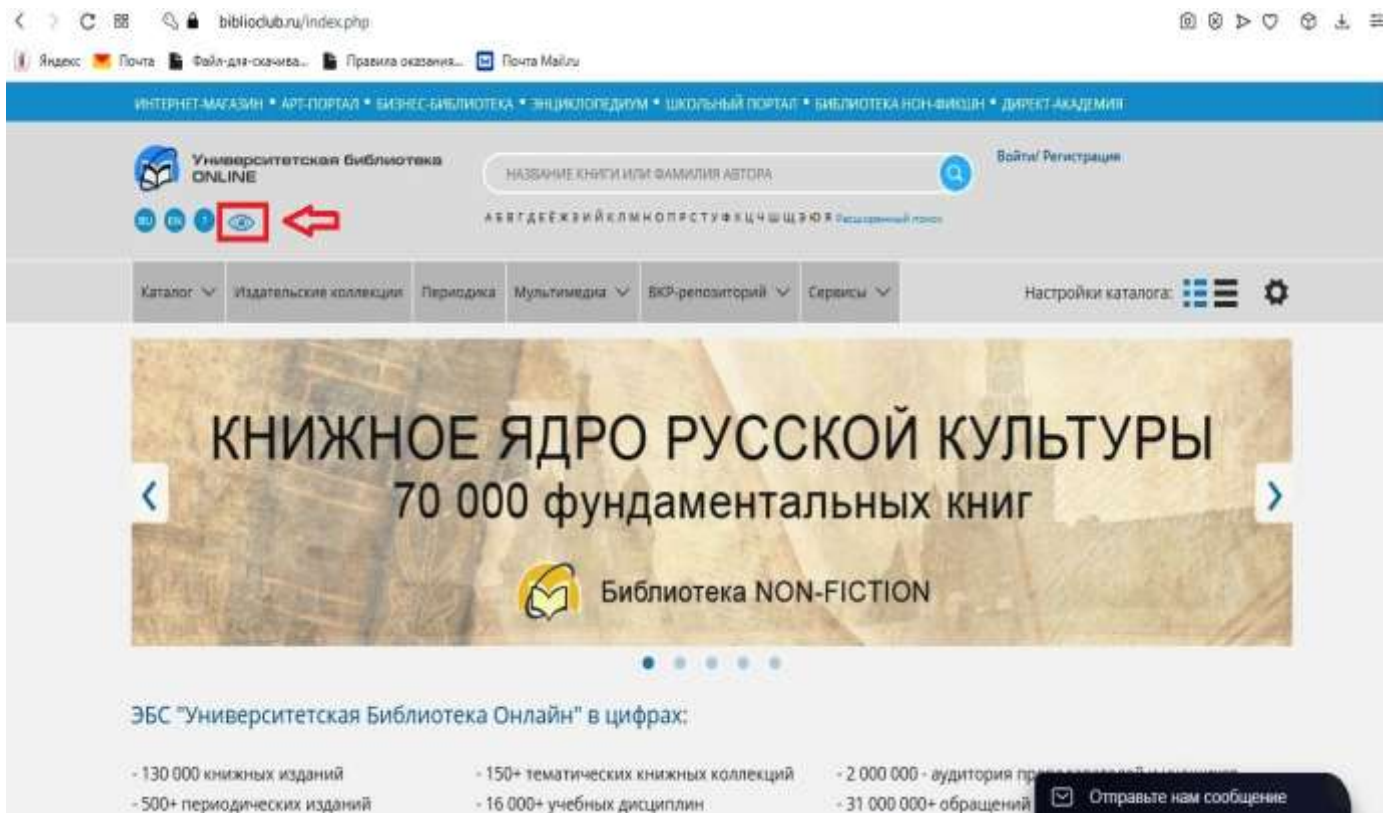 biblioclub.ru/index.php
Яндекс Почта Файл-для-скачива... Правила оказания... Почта Mail.ru
ИНТЕРНЕТ-МАГАЗИН • АРТ-ПОРТАЛ • БИЗНЕС-БИБЛИОТЕКА • ЭНЦИКЛОПЕДИУМ • ШКОЛЬНЫЙ ПОРТАЛ • БИБЛИОТЕКА НОН-ФИКШН • ДИРЕКТ-АКАДЕМИЯ
Университетская библиотека
ONLINE
НАЗВАНИЕ КНИГИ ИЛИ ФАМИЛИЯ АВТОРА
Войти/ Регистрация
RU EN ?
А Б В Г Д Е Ё Ж З И Й К Л М Н О П Р С Т У Ф Х Ц Ч Ш Щ Э Ю Я Расширенный поиск
Каталог Издательские коллекции Периодика Мультимедиа ВКР-репозиторий Сервисы Настройки каталога:
КНИЖНОЕ ЯДРО РУССКОЙ КУЛЬТУРЫ
70 000 фундаментальных книг
Библиотека NON-FICTION
ЭБС "Университетская Библиотека Онлайн" в цифрах:
- 130 000 книжных изданий - 150+ тематических книжных коллекций - 2 000 000 - аудитория
- 500+ периодических изданий - 16 000+ учебных дисциплин - 31 000 000+ обращений
Отправьте нам сообщение